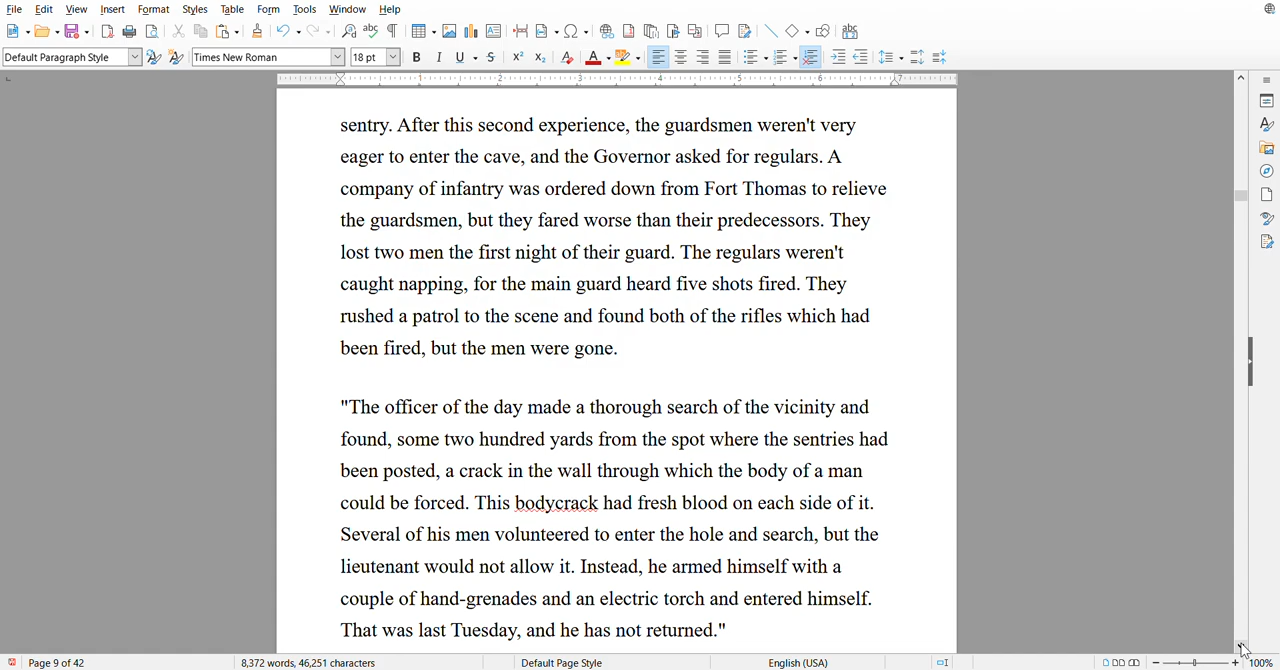 File Edit View Insert Format Styles Table Form Tools Window Help
Default Paragraph Style Times New Roman 18 pt
1 2 3 4 5 6 7
sentry. After this second experience, the guardsmen weren't very
eager to enter the cave, and the Governor asked for regulars. A
company of infantry was ordered down from Fort Thomas to relieve
the guardsmen, but they fared worse than their predecessors. They
lost two men the first night of their guard. The regulars weren't
caught napping, for the main guard heard five shots fired. They
rushed a patrol to the scene and found both of the rifles which had
been fired, but the men were gone.
"The officer of the day made a thorough search of the vicinity and
found, some two hundred yards from the spot where the sentries had
been posted, a crack in the wall through which the body of a man
could be forced. This bodycrack had fresh blood on each side of it.
Several of his men volunteered to enter the hole and search, but the
lieutenant would not allow it. Instead, he armed himself with a
couple of hand-grenades and an electric torch and entered himself.
That was last Tuesday, and he has not returned."
Page 9 of 42 8,372 words, 46,251 characters Default Page Style English (USA) 100%